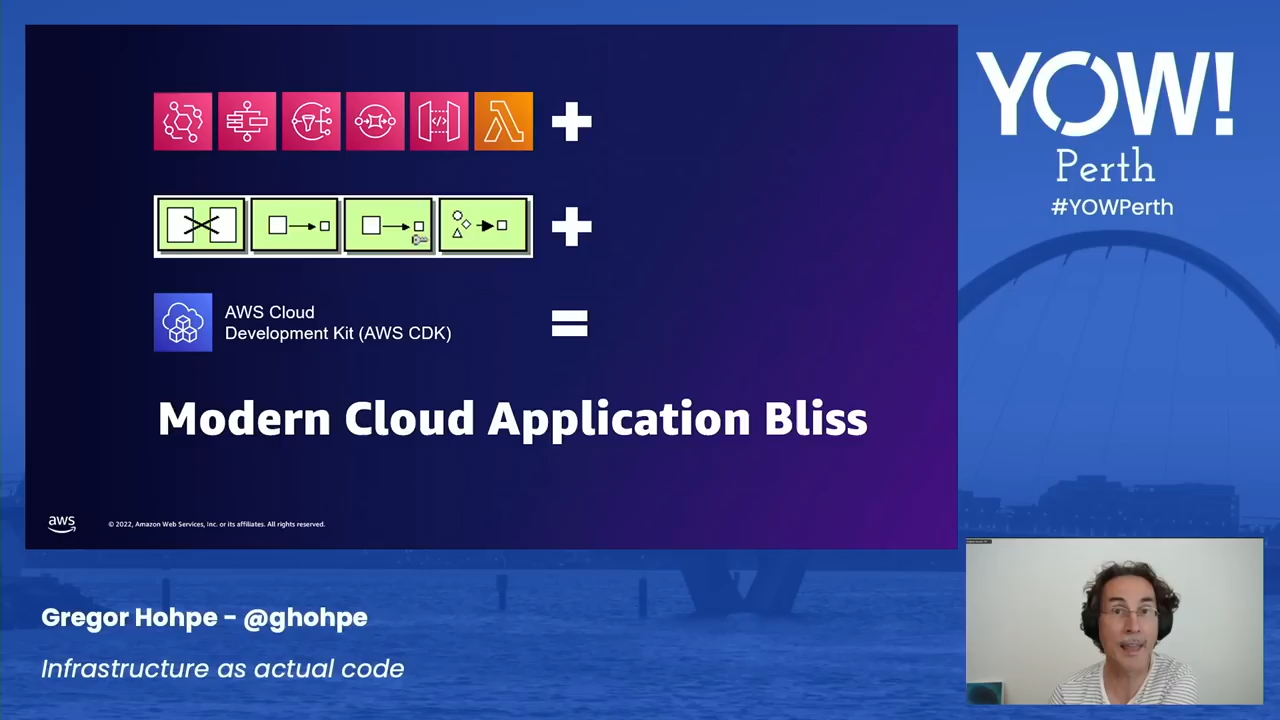 YOW!
Perth
#YOWPerth
AWS Cloud
Development Kit (AWS CDK)
Modern Cloud Application Bliss
aws
© 2022, Amazon Web Services, Inc. or its affiliates. All rights reserved.
Gregor Hohpe - @ghohpe
Infrastructure as actual code